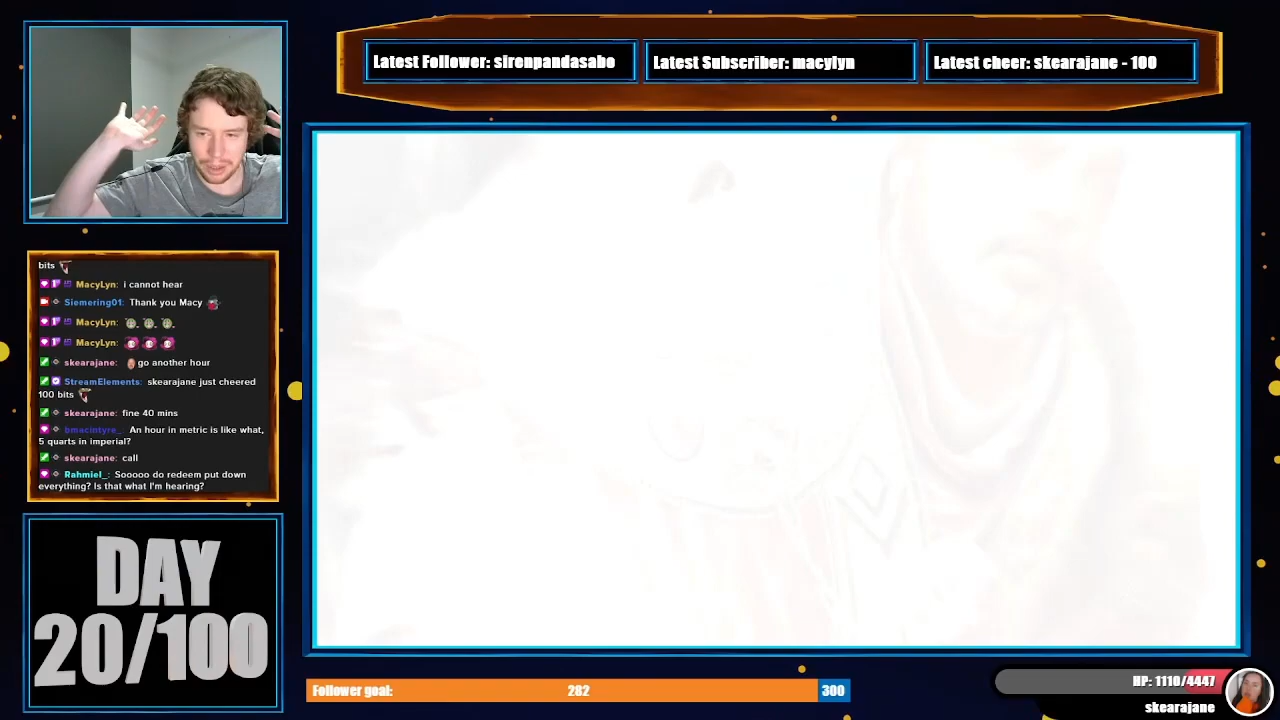 Latest Follower: sirenpandasabo
Latest Subscriber: macylyn
Latest cheer: skearajane - 100
bits
MacyLyn: i cannot hear
Siemering01: Thank you Macy
MacyLyn:
MacyLyn:
skearajane: go another hour
StreamElements: skearajane just cheered
100 bits
skearajane: fine 40 mins
bmacintyre_: An hour in metric is like what,
5 quarts in imperial?
skearajane: call
Rahmiel_: Sooooo do redeem put down
everything? Is that what I'm hearing?
DAY
20/100
Follower goal: 282 300
HP: 1110/4447
skearajane